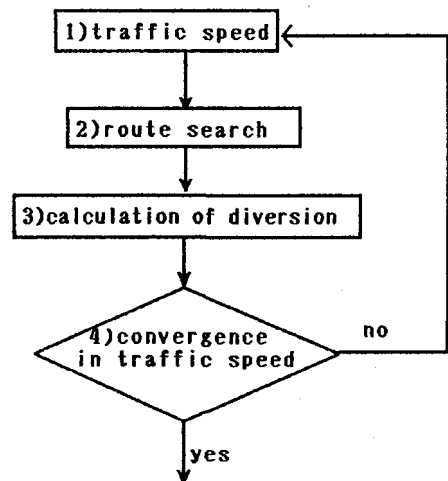 1)traffic speed
2)route search
3)calculation of diversion
4)convergence
in traffic speed
no
yes